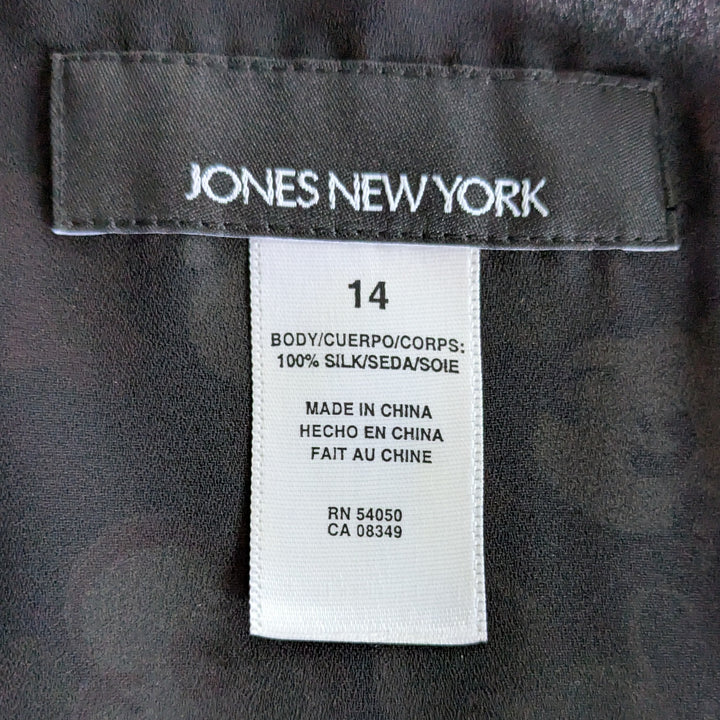 JONES NEW YORK
14
BODY/CUERPO/CORPS:
100% SILK/SEDA/SOIE
MADE IN CHINA
HECHO EN CHINA
FAIT AU CHINE
RN 54050
CA 08349